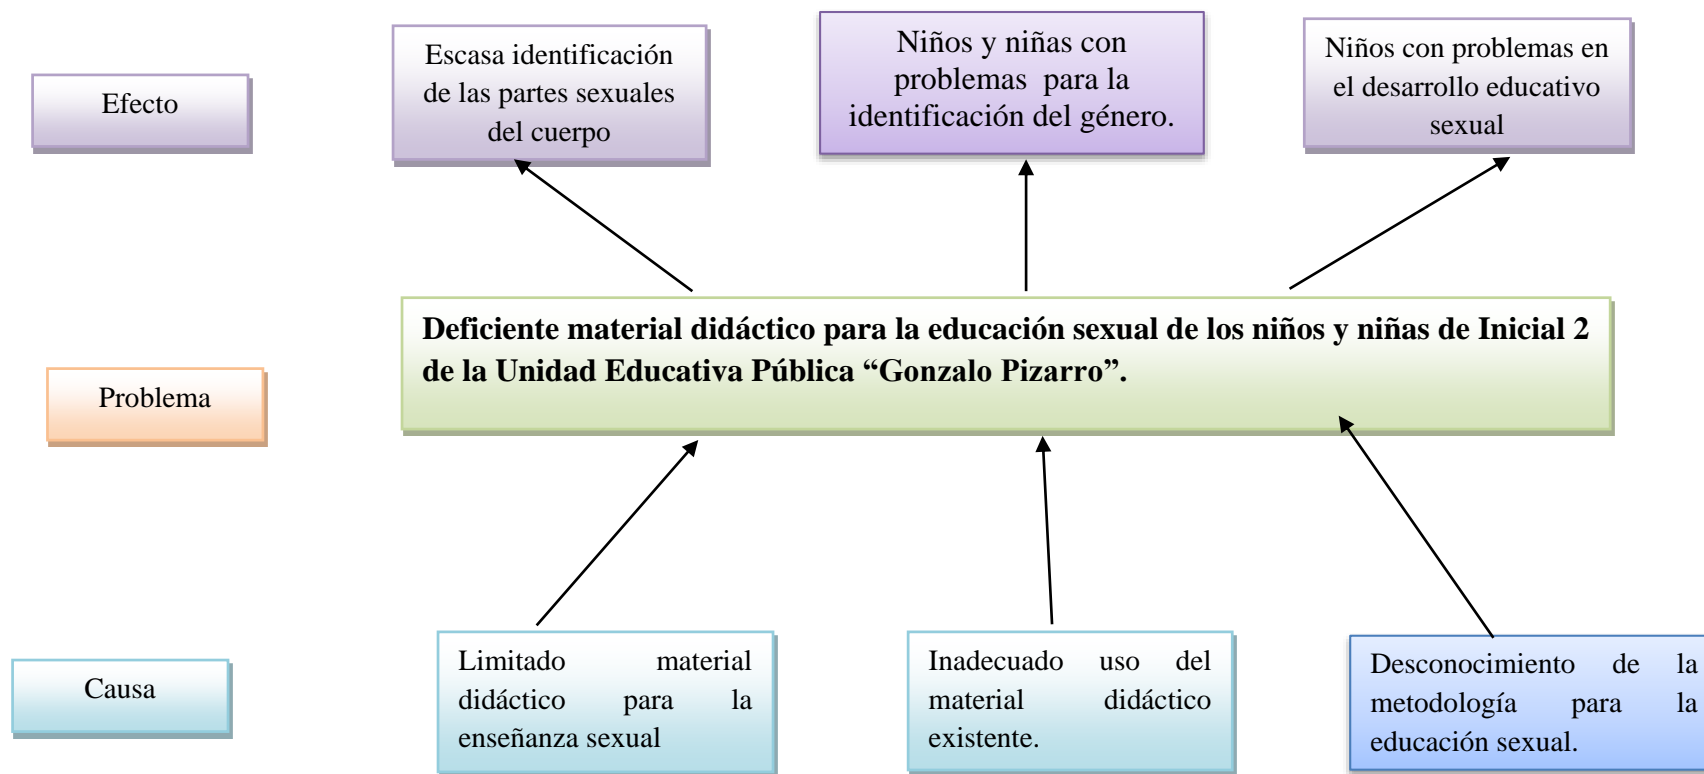 Efecto
Escasa identificación
de las partes sexuales
del cuerpo
Niños y niñas con
problemas para la
identificación del género.
Niños con problemas en
el desarrollo educativo
sexual
Problema
Deficiente material didáctico para la educación sexual de los niños y niñas de Inicial 2
de la Unidad Educativa Pública “Gonzalo Pizarro”.
Causa
Limitado material
didáctico para la
enseñanza sexual
Inadecuado uso del
material didáctico
existente.
Desconocimiento de la
metodología para la
educación sexual.